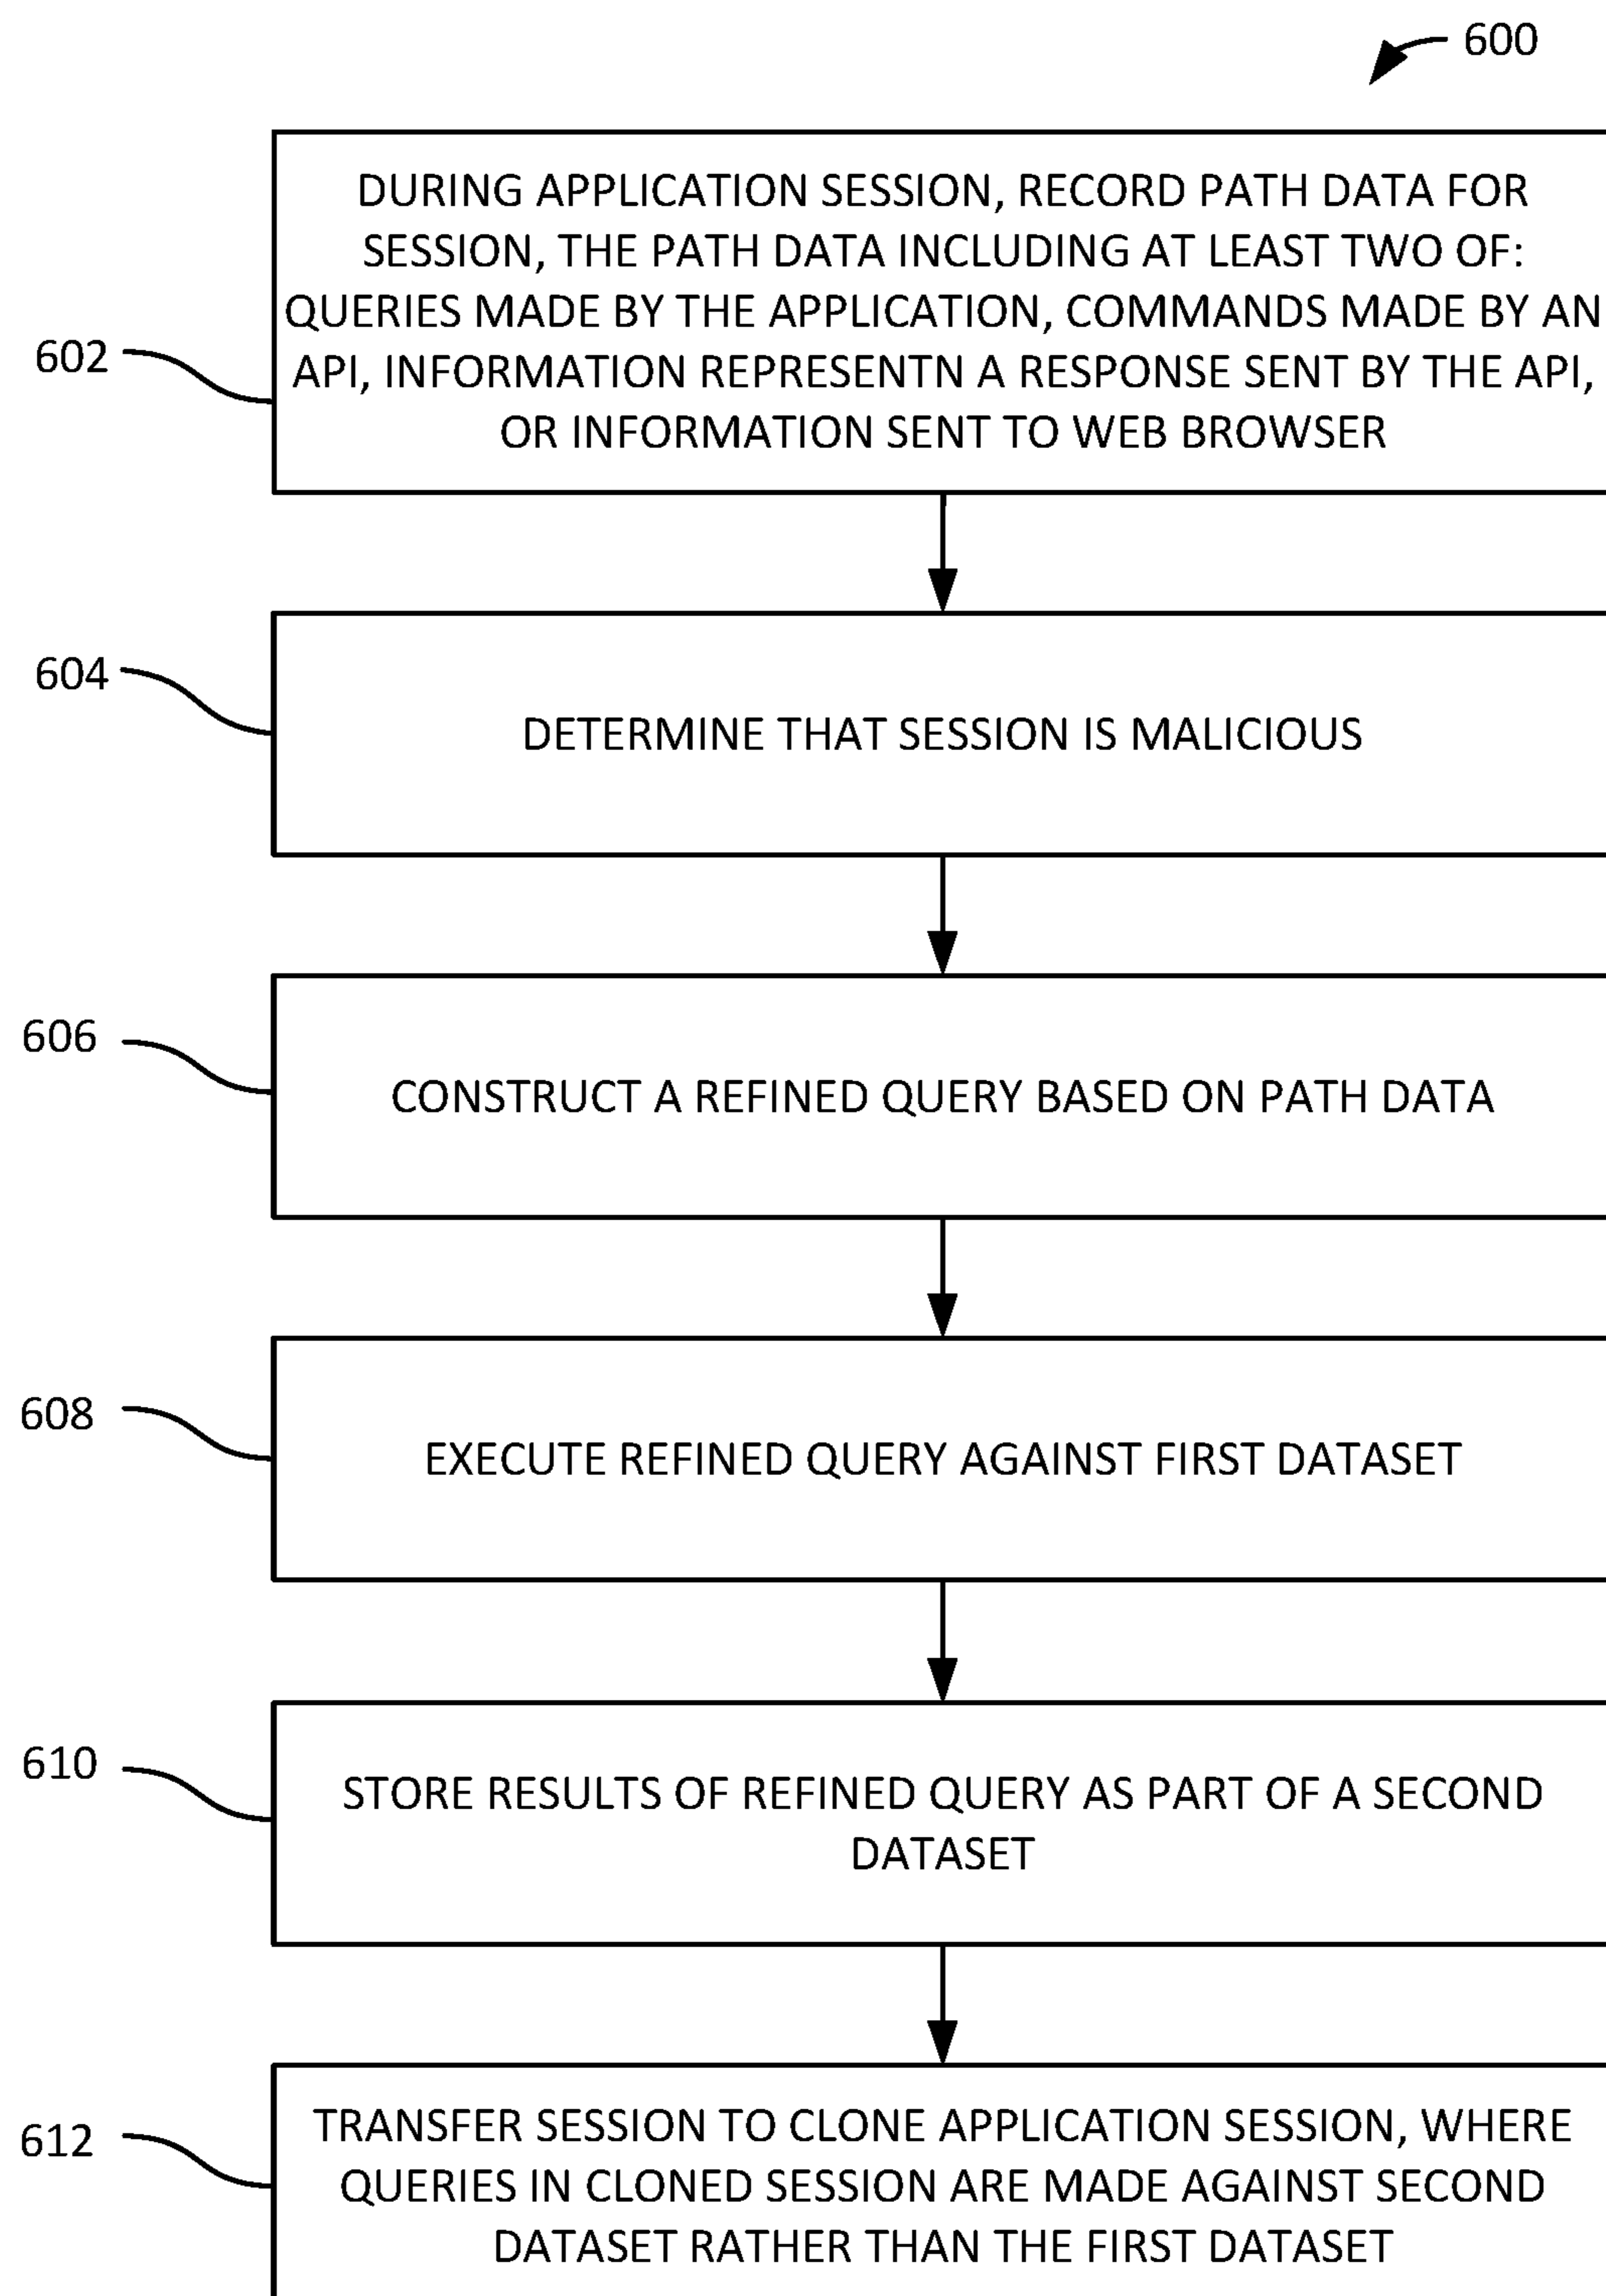 600
DURING APPLICATION SESSION, RECORD PATH DATA FOR
SESSION, THE PATH DATA INCLUDING AT LEAST TWO OF:
QUERIES MADE BY THE APPLICATION, COMMANDS MADE BY AN
602
API, INFORMATION REPRESENTN A RESPONSE SENT BY THE API,
OR INFORMATION SENT TO WEB BROWSER
604
DETERMINE THAT SESSION IS MALICIOUS
606
CONSTRUCT A REFINED QUERY BASED ON PATH DATA
608
EXECUTE REFINED QUERY AGAINST FIRST DATASET
610
STORE RESULTS OF REFINED QUERY AS PART OF A SECOND
DATASET
612
TRANSFER SESSION TO CLONE APPLICATION SESSION, WHERE
QUERIES IN CLONED SESSION ARE MADE AGAINST SECOND
DATASET RATHER THAN THE FIRST DATASET